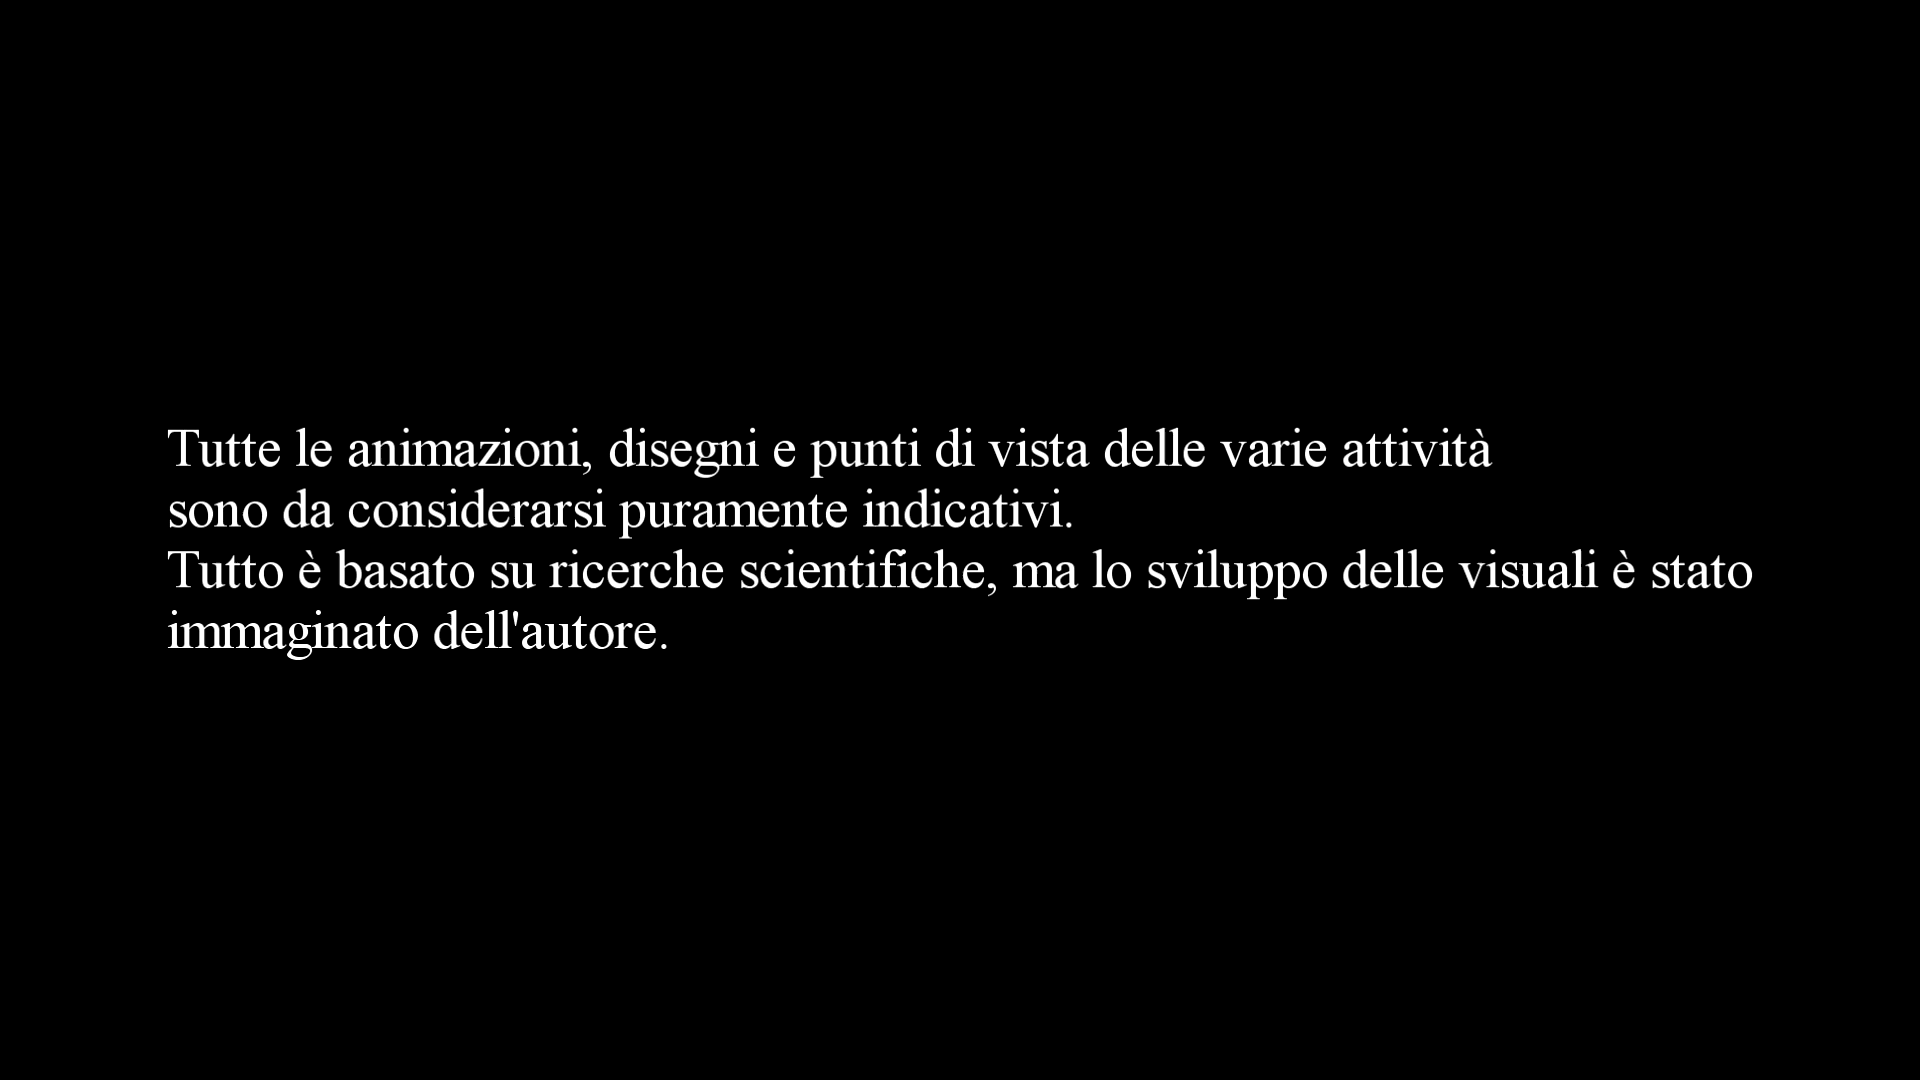 Tutte le animazioni, disegni e punti di vista delle varie attività
sono da considerarsi puramente indicativi.
Tutto è basato su ricerche scientifiche, ma lo sviluppo delle visuali è stato
immaginato dell'autore.